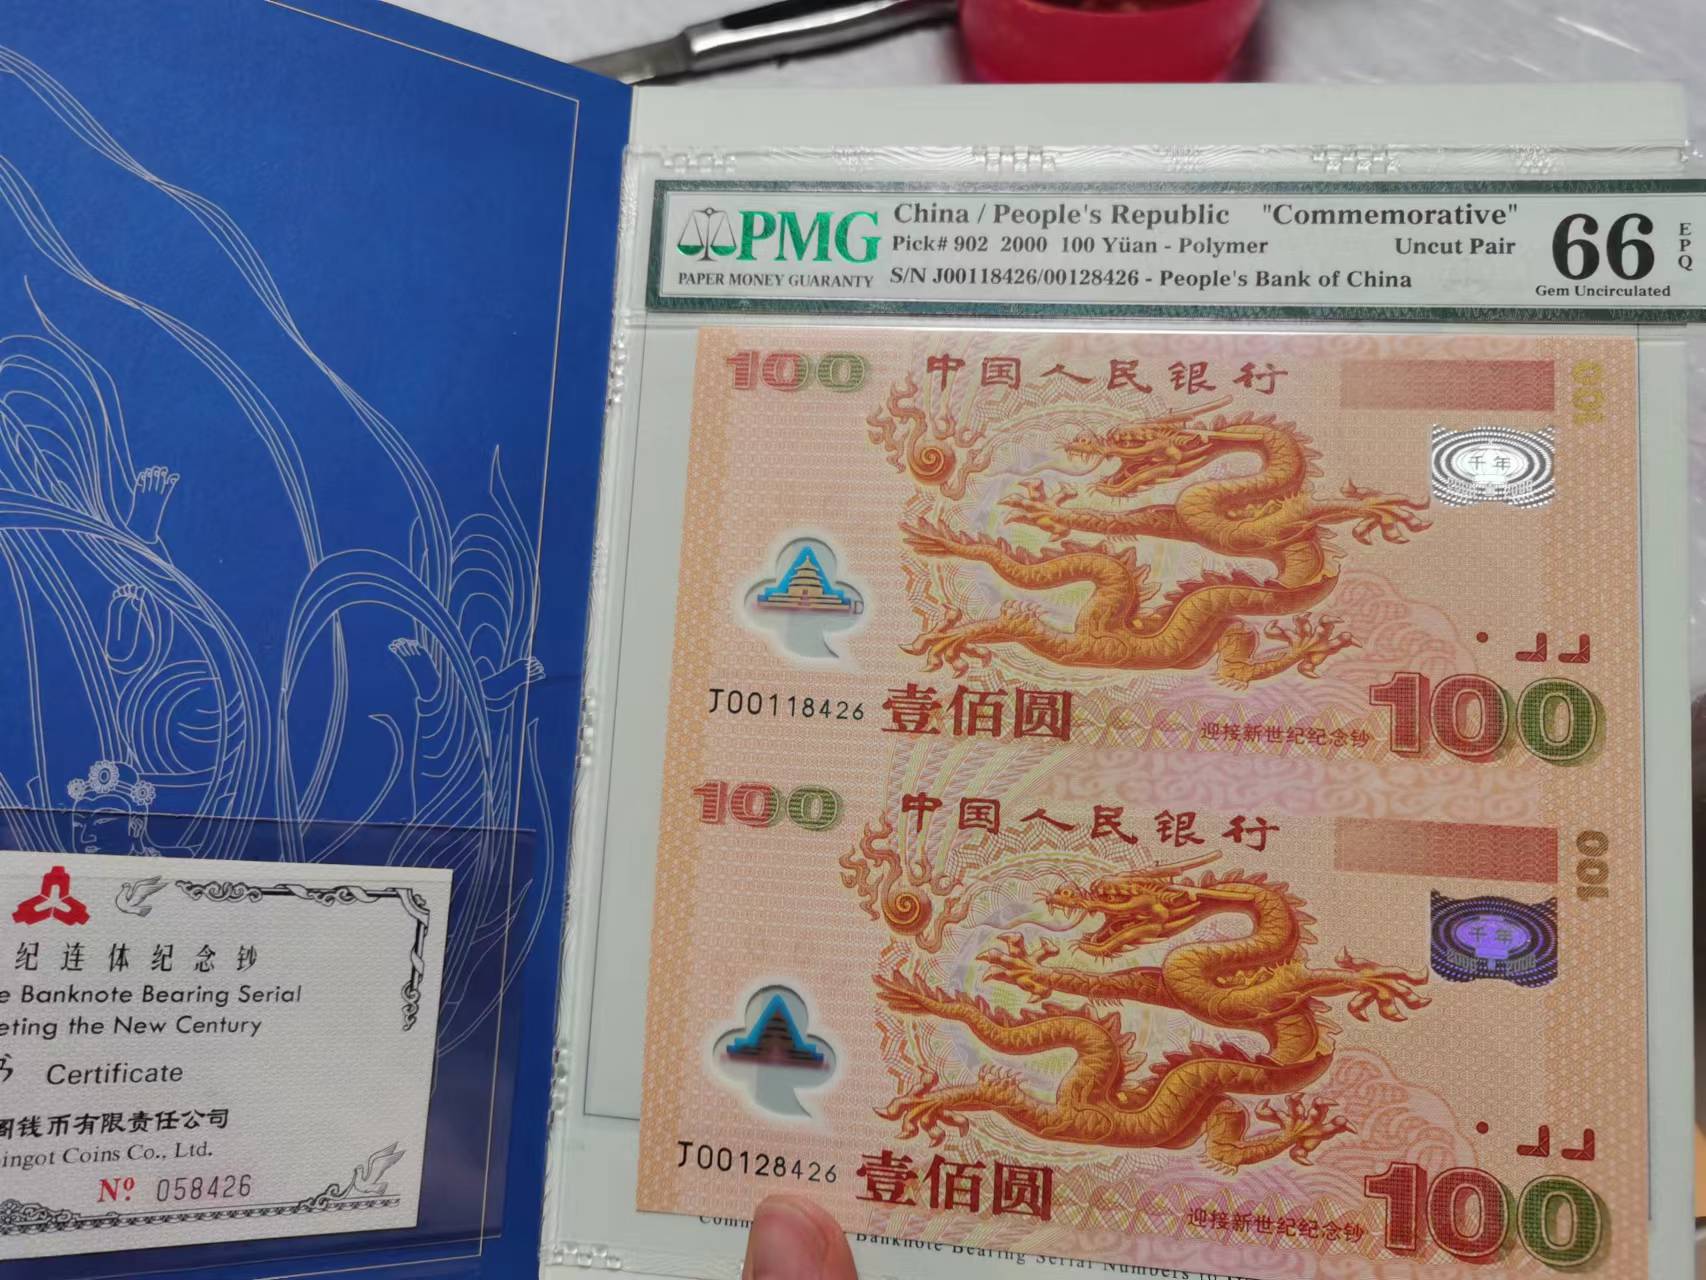 PMG
PAPER MONEY GUARANTY
China / People's Republic "Commemorative"
Pick# 902 2000 100 Yüan - Polymer Uncut Pair
S/N J00118426/00128426 - People's Bank of China
66
EPQ
Gem Uncirculated
100
中国人民银行
100
千年
J00118426
壹佰圆
迎接新世纪纪念钞
100
100
中国人民银行
100
千年
J00128426
壹佰圆
迎接新世纪纪念钞
100
Banknote Bearing Serial Numbers
纪连体纪念钞
Banknote Bearing Serial
the New Century
Certificate
钱币有限责任公司
Coins Co., Ltd.
Nº 058426